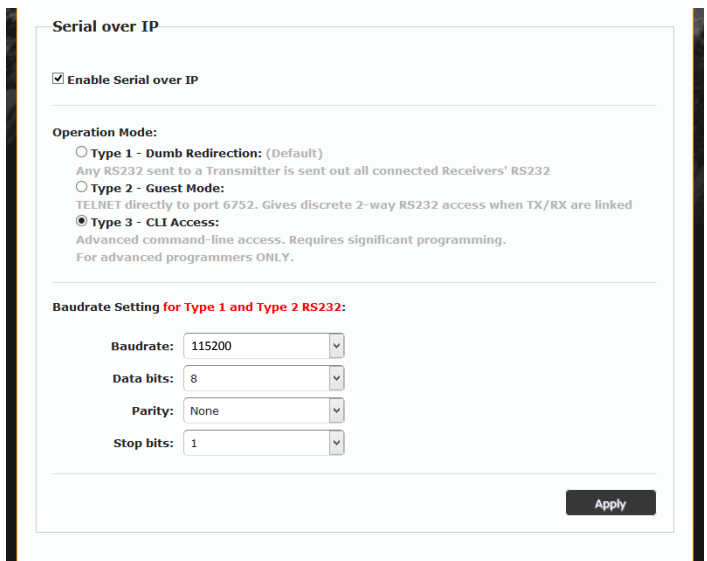 Serial over IP
Enable Serial over IP
Operation Mode:
Type 1 - Dumb Redirection: (Default)
Any RS232 sent to a Transmitter is sent out all connected Receivers' RS232
Type 2 - Guest Mode:
TELNET directly to port 6752. Gives discrete 2-way RS232 access when TX/RX are linked
Type 3 - CLI Access:
Advanced command-line access. Requires significant programming.
For advanced programmers ONLY.
Baudrate Setting for Type 1 and Type 2 RS232:
Baudrate: 115200
Data bits: 8
Parity: None
Stop bits: 1
Apply